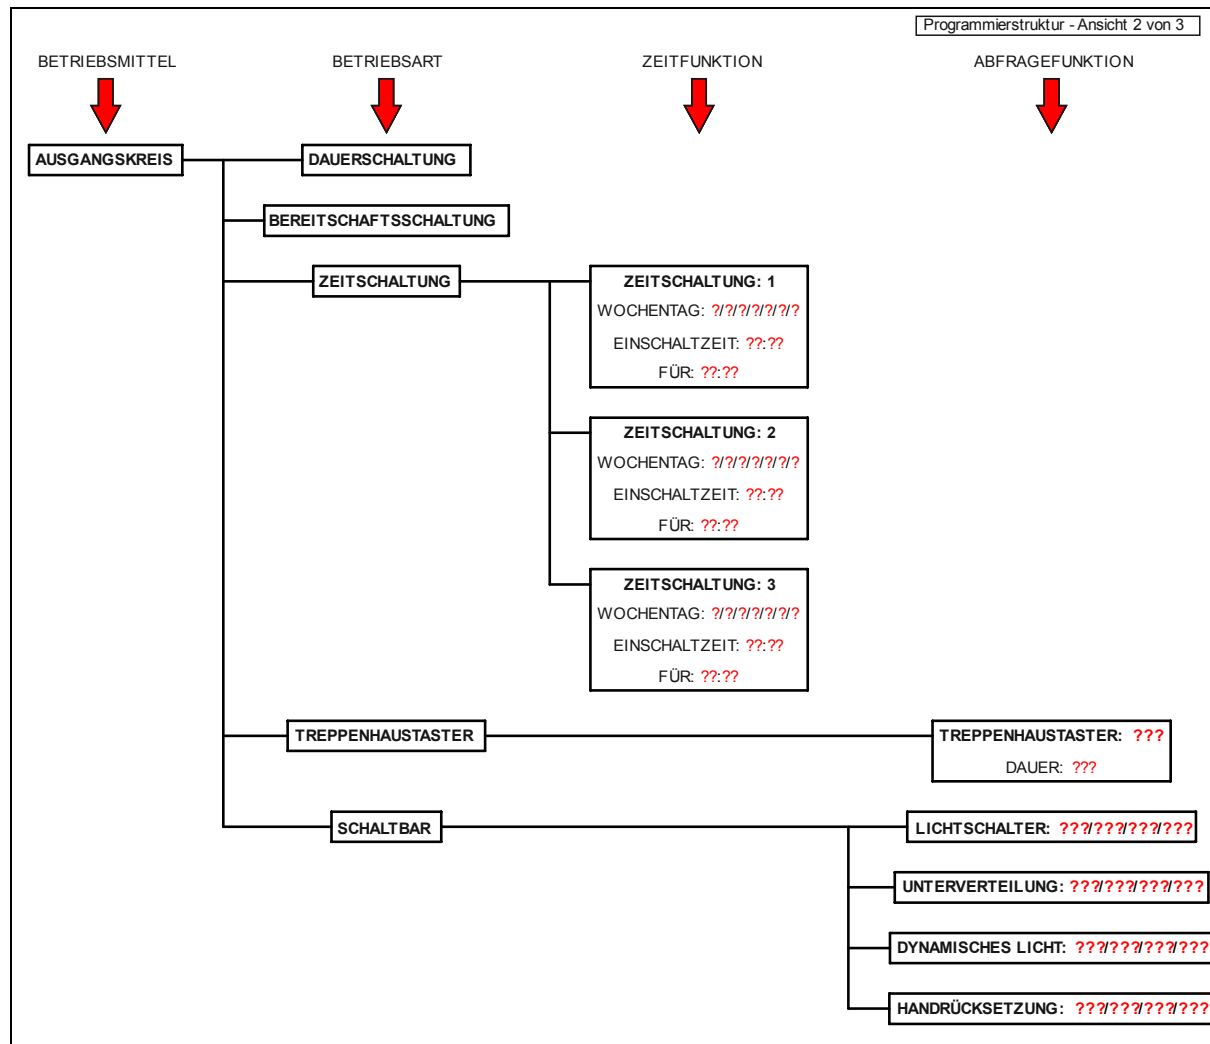 Programmierstruktur - Ansicht 2 von 3
BETRIEBSMITTEL BETRIEBSART ZEITFUNKTION ABFRAGEFUNKTION
AUSGANGSKREIS DAUERSCHALTUNG
BEREITSCHAFTSSCHALTUNG
ZEITSCHALTUNG ZEITSCHALTUNG: 1
WOCHENTAG: ?/?/?/?/?/?/?
EINSCHALTZEIT: ??:??
FÜR: ??:??
ZEITSCHALTUNG: 2
WOCHENTAG: ?/?/?/?/?/?/?
EINSCHALTZEIT: ??:??
FÜR: ??:??
ZEITSCHALTUNG: 3
WOCHENTAG: ?/?/?/?/?/?/?
EINSCHALTZEIT: ??:??
FÜR: ??:??
TREPPENHAUSTASTER TREPPENHAUSTASTER: ???
DAUER: ???
SCHALTBAR LICHTSCHALTER: ???/???/???/???
UNTERVERTEILUNG: ???/???/???/???
DYNAMISCHES LICHT: ???/???/???/???
HANDRÜCKSETZUNG: ???/???/???/???